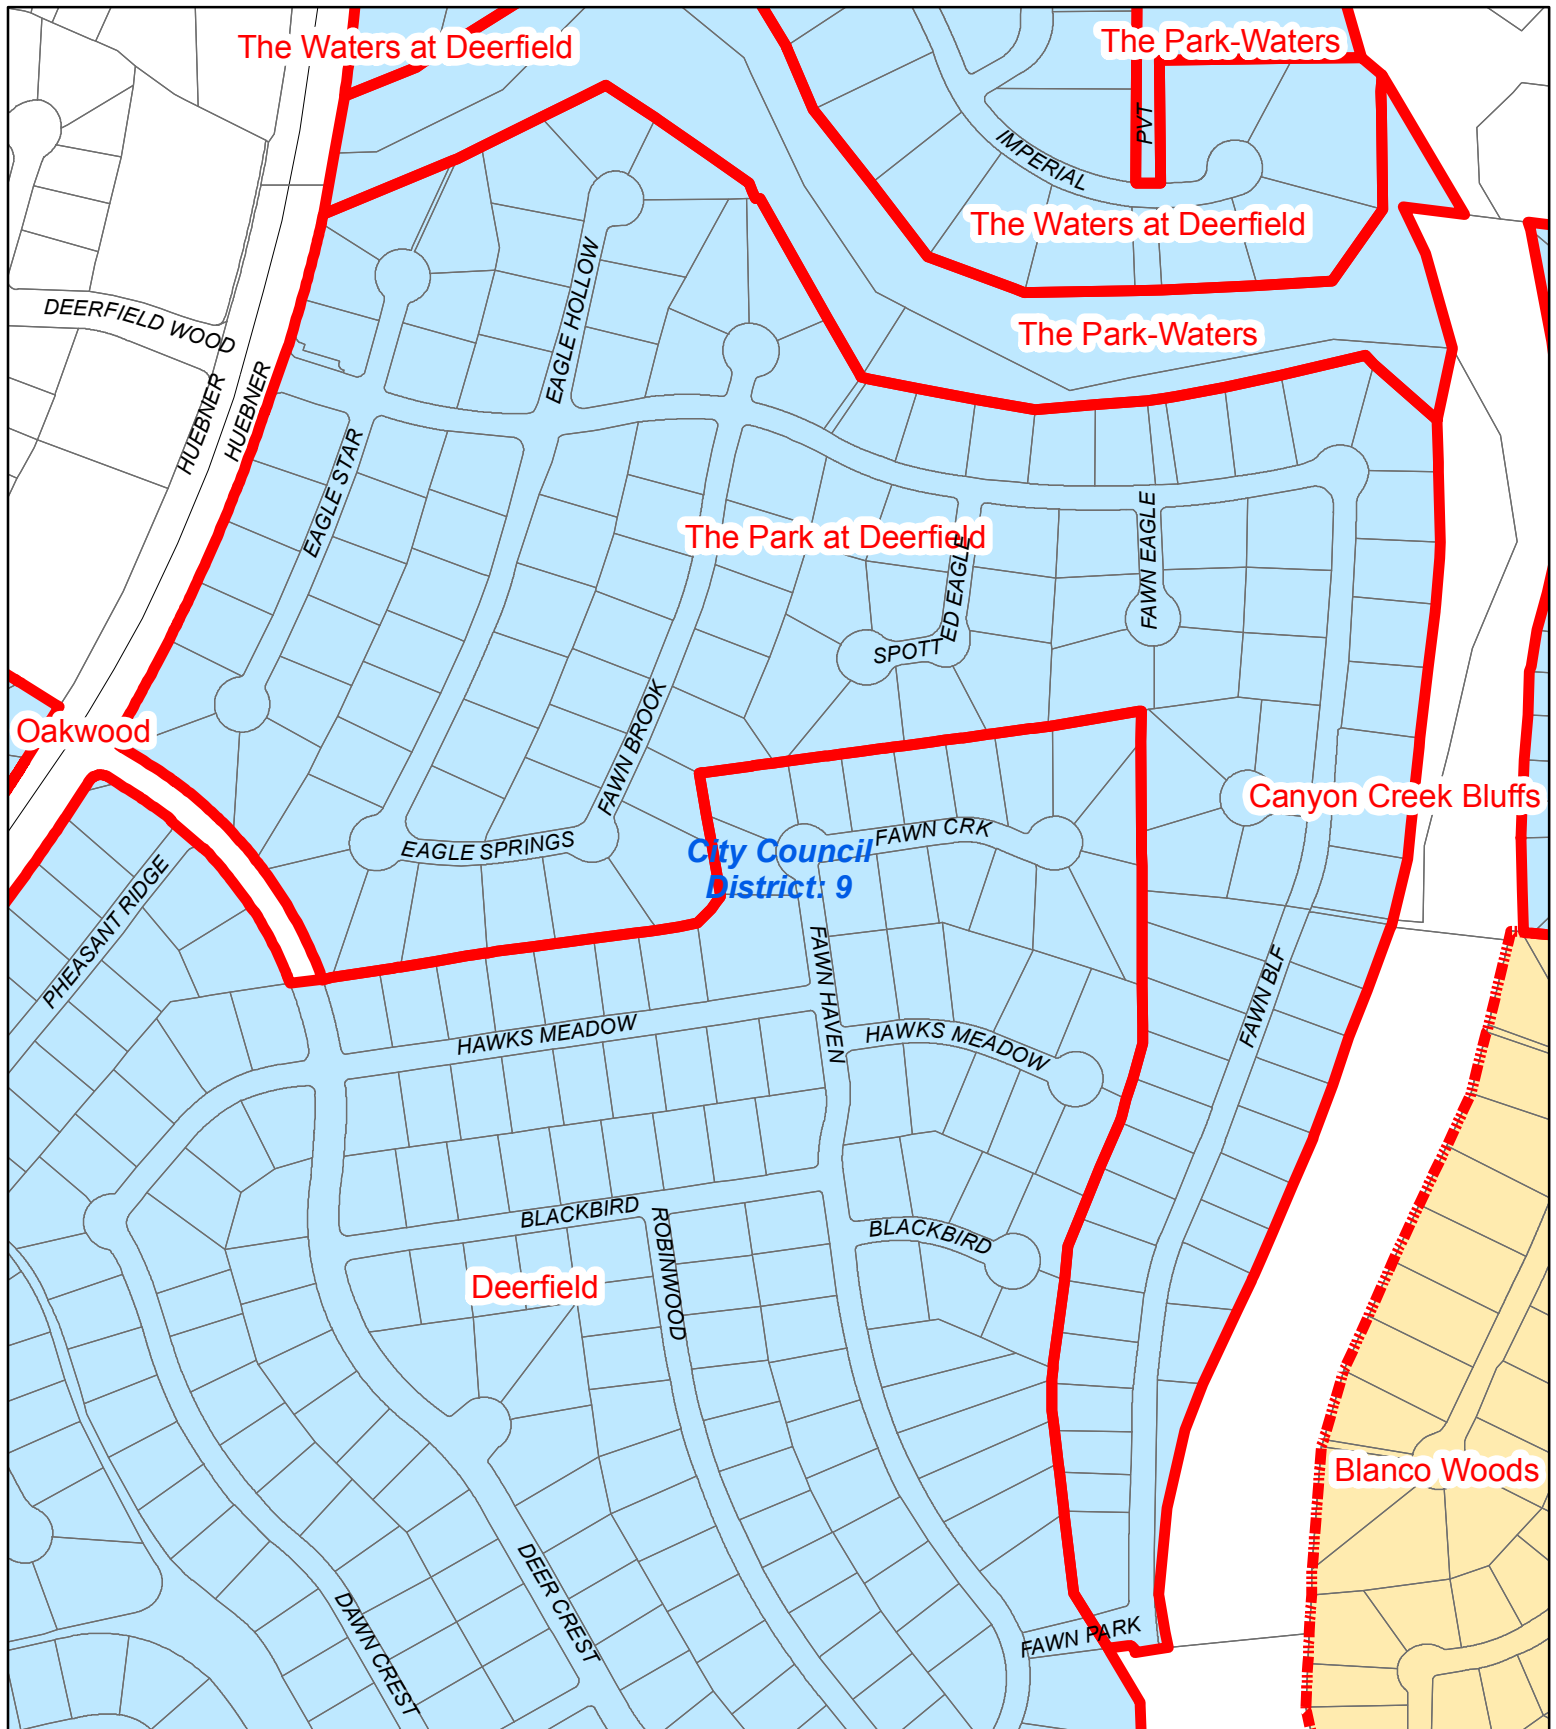 The Waters at Deerfield
The Park-Waters
PVT
IMPERIAL
The Waters at Deerfield
EAGLE HOLLOW
DEERFIELD WOOD
The Park-Waters
HUEBNER
HUEBNER
EAGLE STAR
The Park at Deerfield
FAWN EAGLE
SPOTTED EAGLE
FAWN BROOK
Oakwood
Canyon Creek Bluffs
EAGLE SPRINGS
FAWN CRK
City Council
District: 9
PHEASANT RIDGE
FAWN HAVEN
FAWN BLF
HAWKS MEADOW
HAWKS MEADOW
BLACKBIRD
ROBINWOOD
BLACKBIRD
Deerfield
Blanco Woods
DEER CREST
DAWN CREST
FAWN PARK